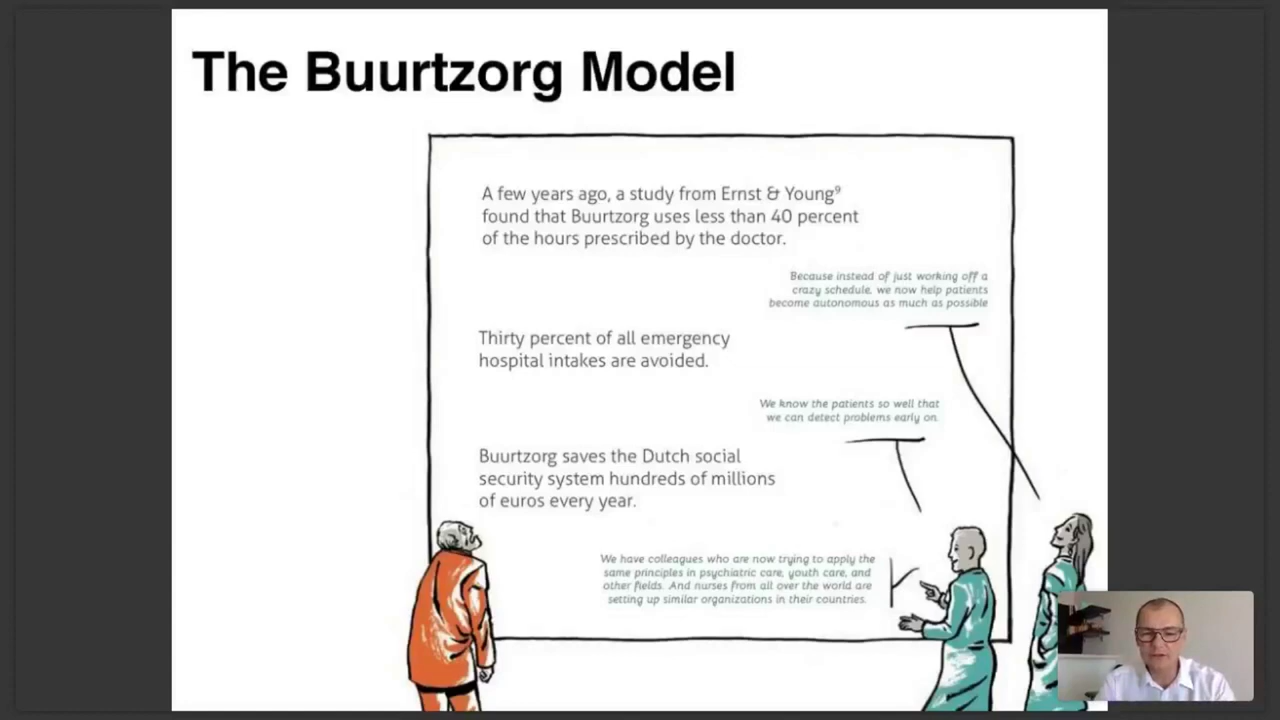 The Buurtzorg Model
A few years ago, a study from Ernst & Young⁹
found that Buurtzorg uses less than 40 percent
of the hours prescribed by the doctor.
Because instead of just working off a
crazy schedule, we now help patients
become autonomous as much as possible
Thirty percent of all emergency
hospital intakes are avoided.
We know the patients so well that
we can detect problems early on.
Buurtzorg saves the Dutch social
security system hundreds of millions
of euros every year.
We have colleagues who are now trying to apply the
same principles in psychiatric care, youth care, and
other fields. And nurses from all over the world are
setting up similar organizations in their countries.